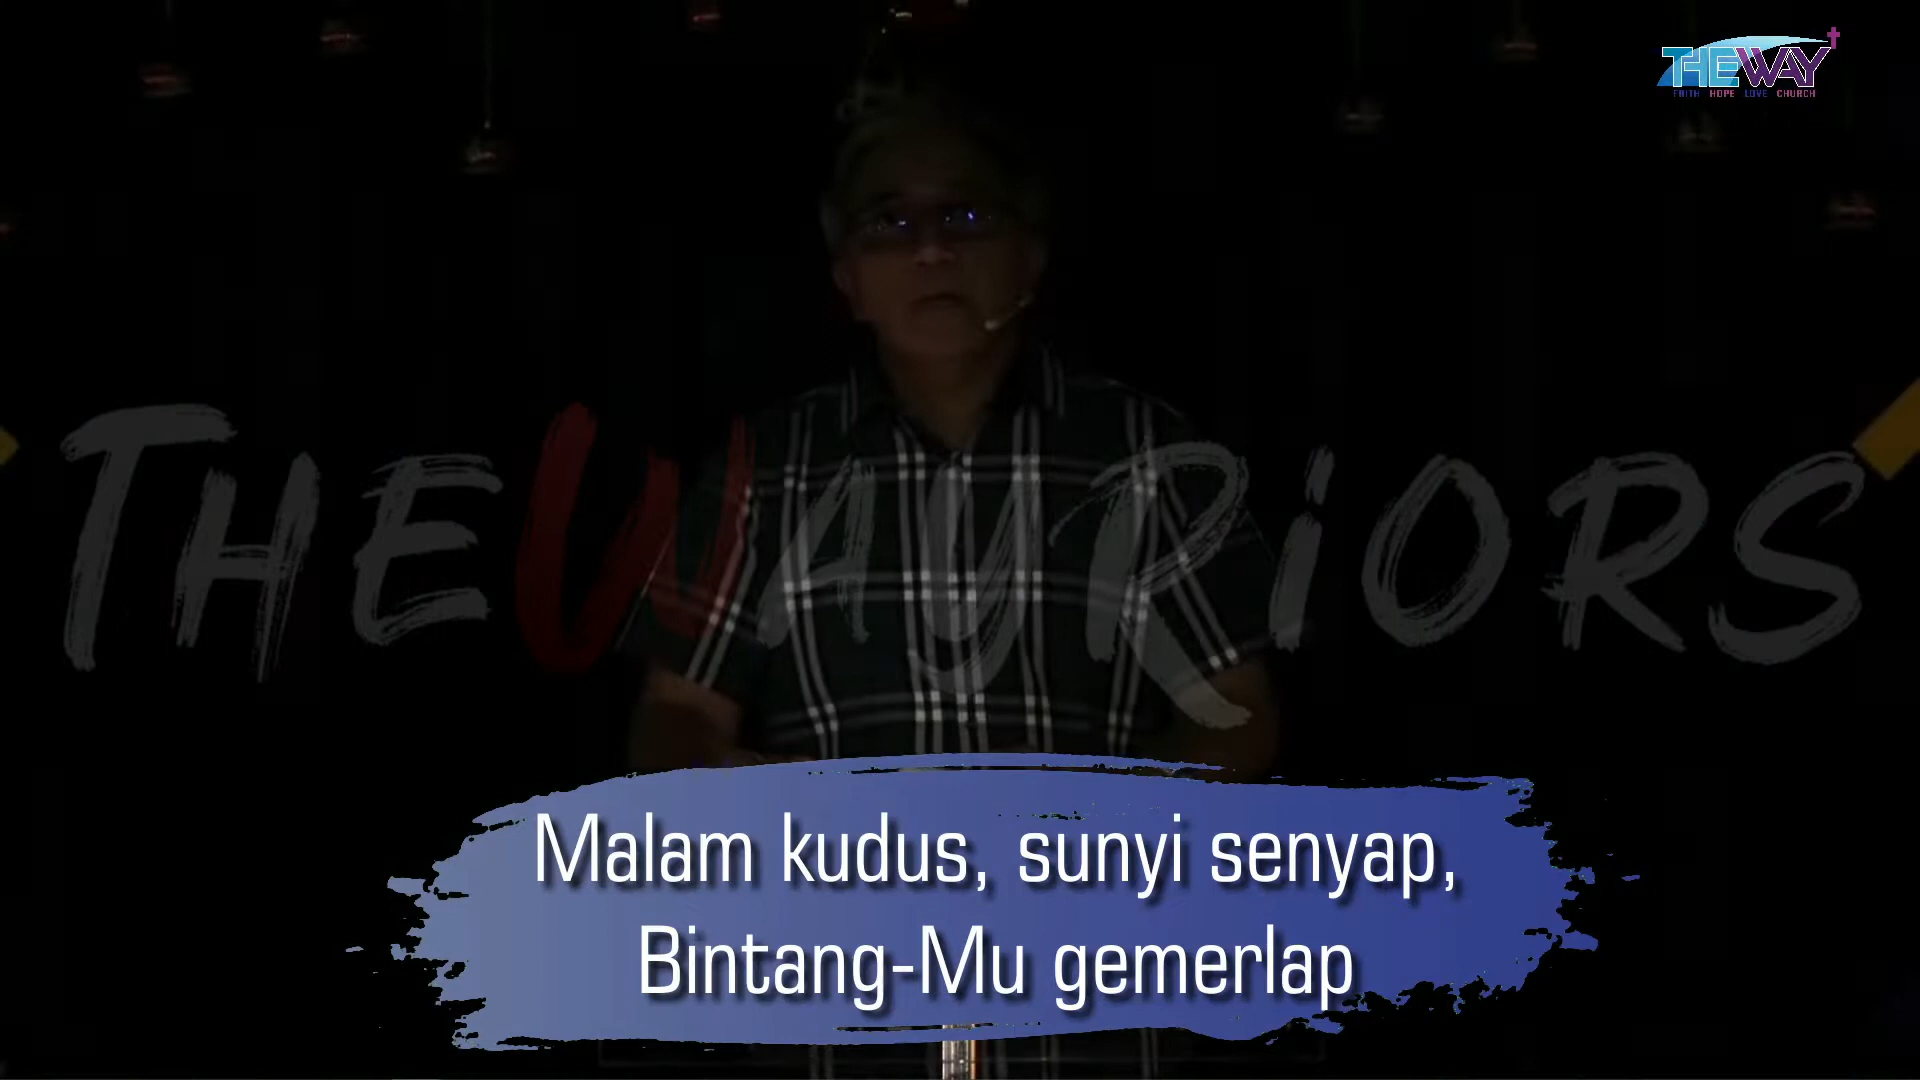 THEWAY
FAITH HOPE LOVE CHURCH
THEWAYRIORS
Malam kudus, sunyi senyap,
Bintang-Mu gemerlap